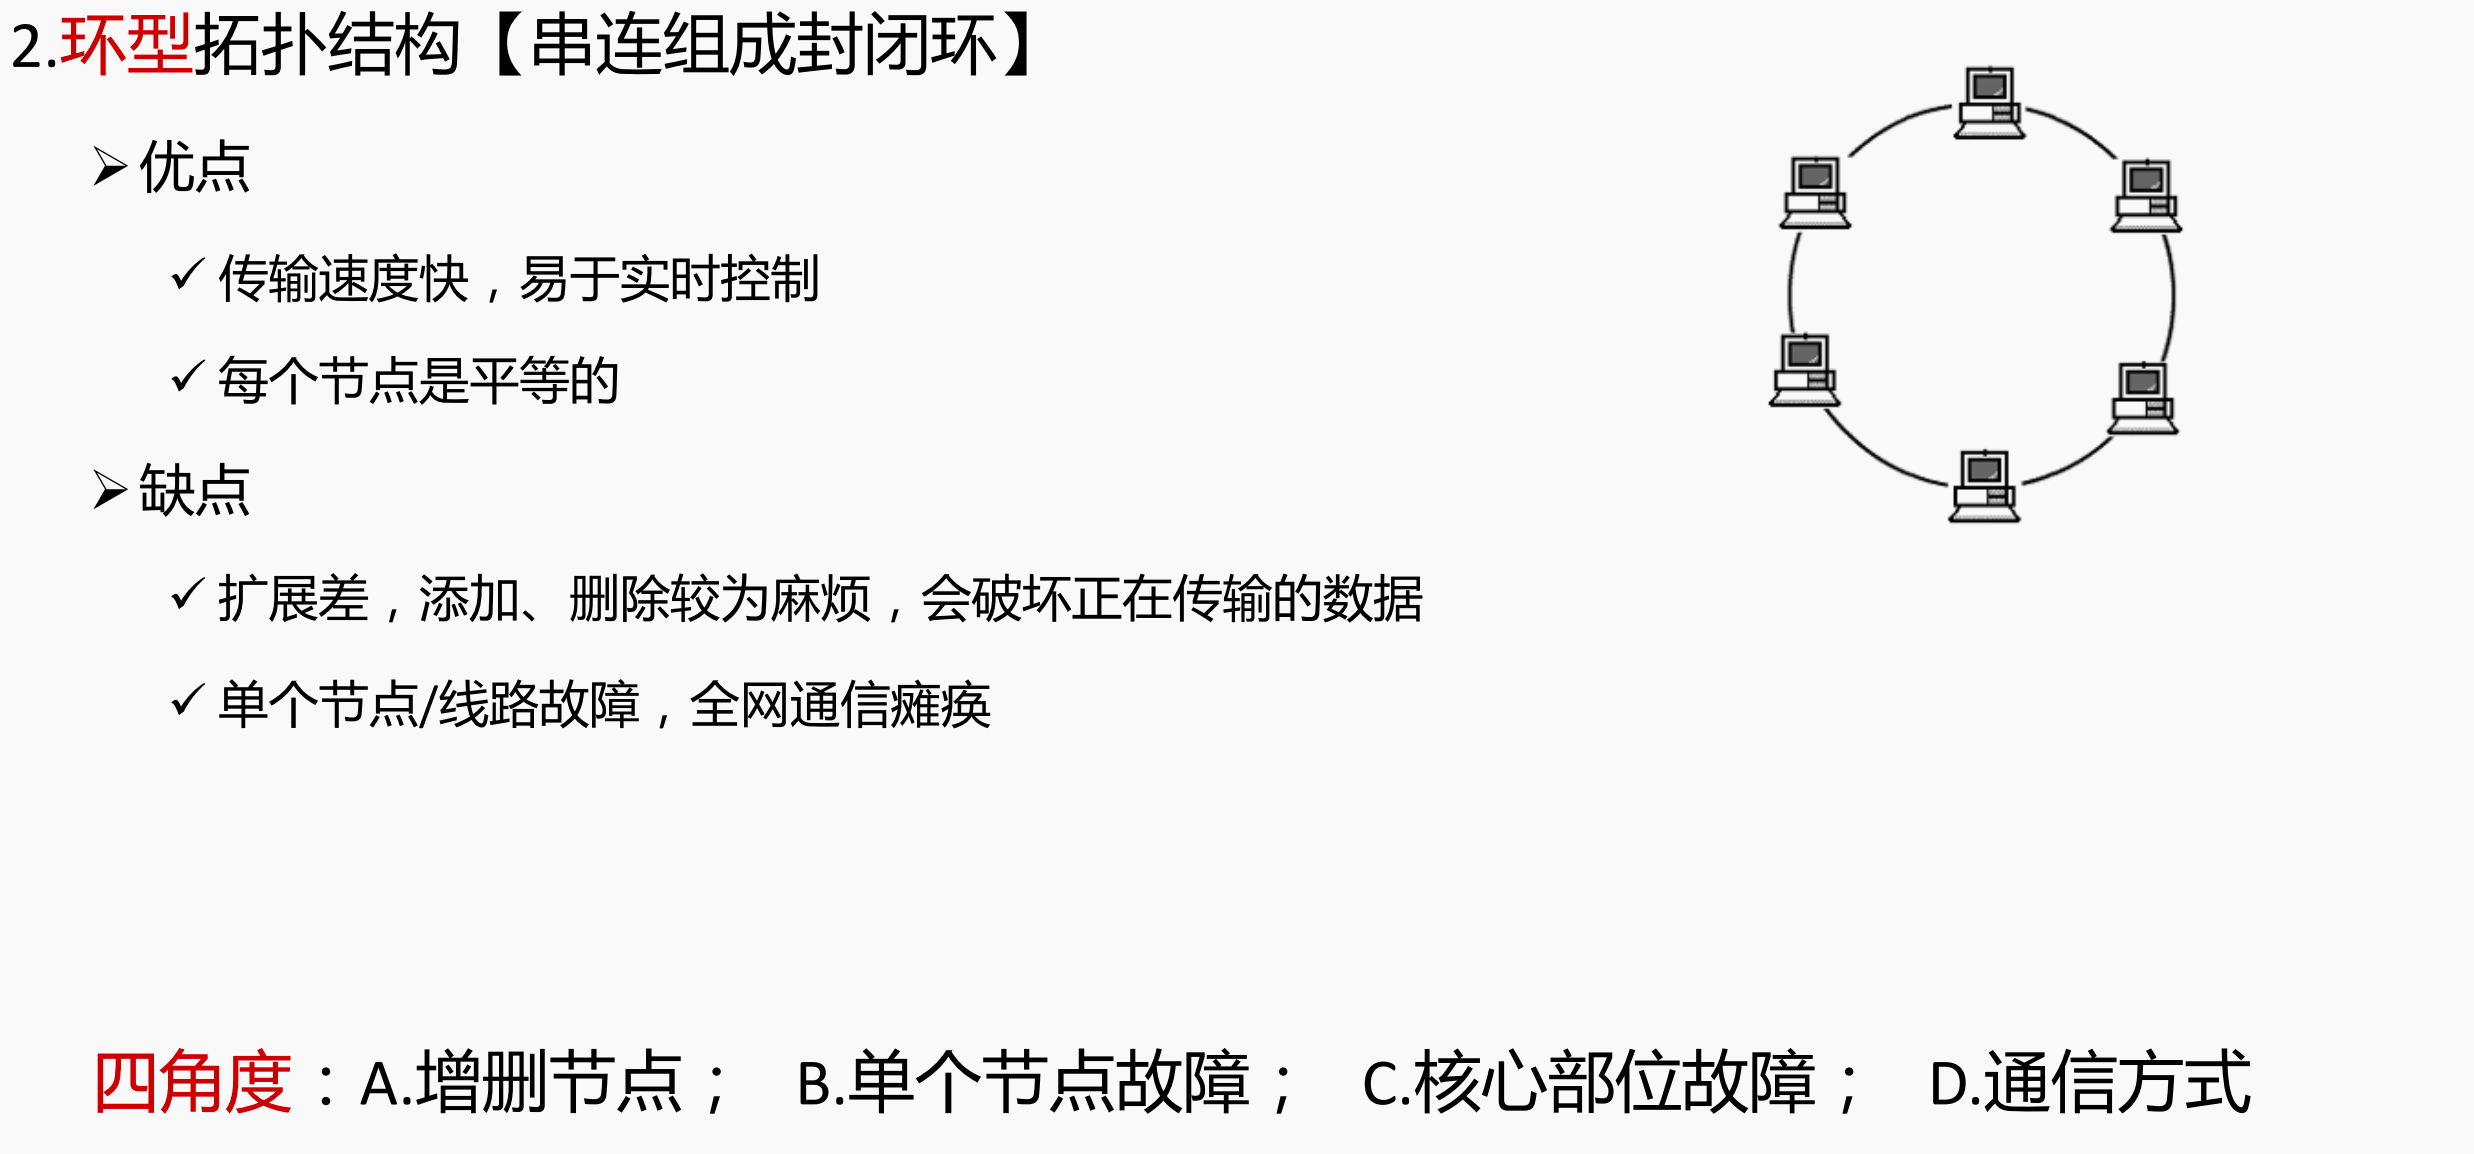 2.环型拓扑结构【串连组成封闭环】
优点
传输速度快，易于实时控制
每个节点是平等的
缺点
扩展差，添加、删除较为麻烦，会破坏正在传输的数据
单个节点/线路故障，全网通信瘫痪
四角度：A.增删节点； B.单个节点故障； C.核心部位故障； D.通信方式